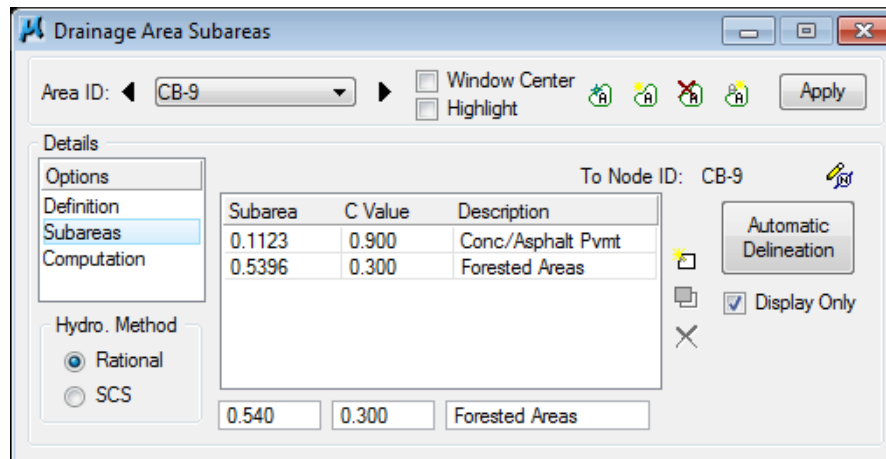 Drainage Area Subareas
Area ID: CB-9 Window Center Apply
Highlight
Details
Options To Node ID: CB-9
Definition
Subareas
Computation
Subarea C Value Description
0.1123 0.900 Conc/Asphalt Pvmt
0.5396 0.300 Forested Areas
Automatic
Delineation
Display Only
Hydro. Method
Rational
SCS
0.540 0.300 Forested Areas